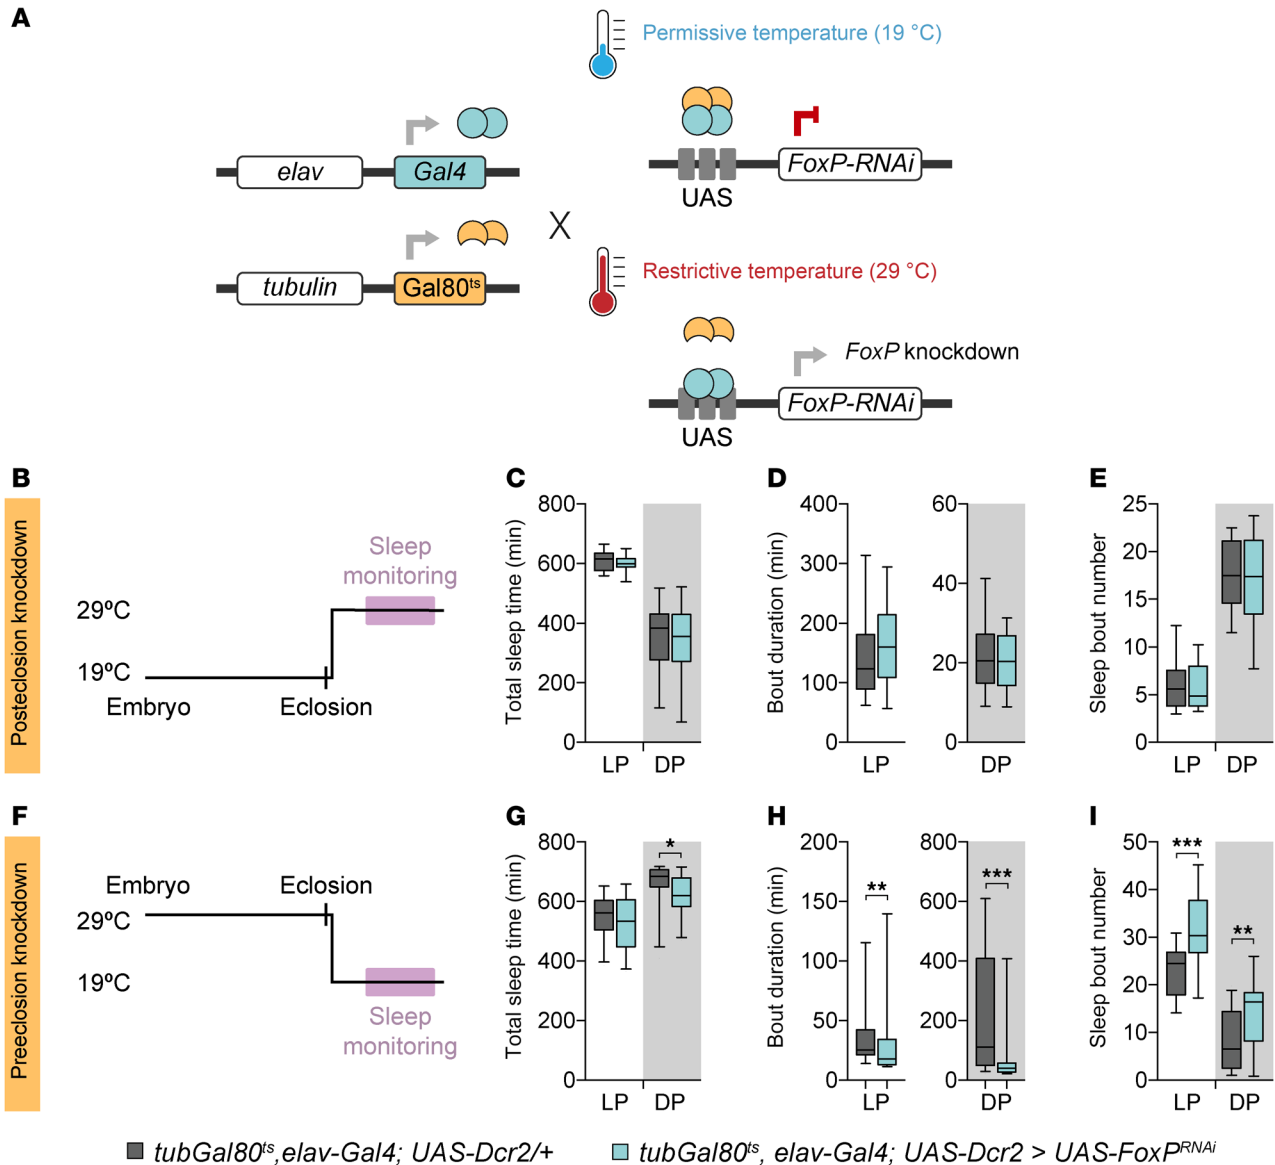 A
Permissive temperature (19 °C)
elav
Gal4
FoxP-RNAi
UAS
X
tubulin
Gal80ts
Restrictive temperature (29 °C)
FoxP knockdown
FoxP-RNAi
UAS
B
Posteclosion knockdown
Sleep
monitoring
29ºC
19ºC
Embryo
Eclosion
C
Total sleep time (min)
800
600
400
200
0
LP
DP
D
Bout duration (min)
400
300
200
100
0
LP
60
40
20
0
DP
E
Sleep bout number
25
20
15
10
5
0
LP
DP
F
Preeclosion knockdown
Embryo
Eclosion
29ºC
19ºC
Sleep
monitoring
G
Total sleep time (min)
800
600
400
200
0
*
LP
DP
H
Bout duration (min)
200
150
100
50
0
**
LP
800
600
400
200
0
***
DP
I
Sleep bout number
50
40
30
20
10
0
***
**
LP
DP
tubGal80ts,elav-Gal4; UAS-Dcr2/+
tubGal80ts, elav-Gal4; UAS-Dcr2 > UAS-FoxPRNAi